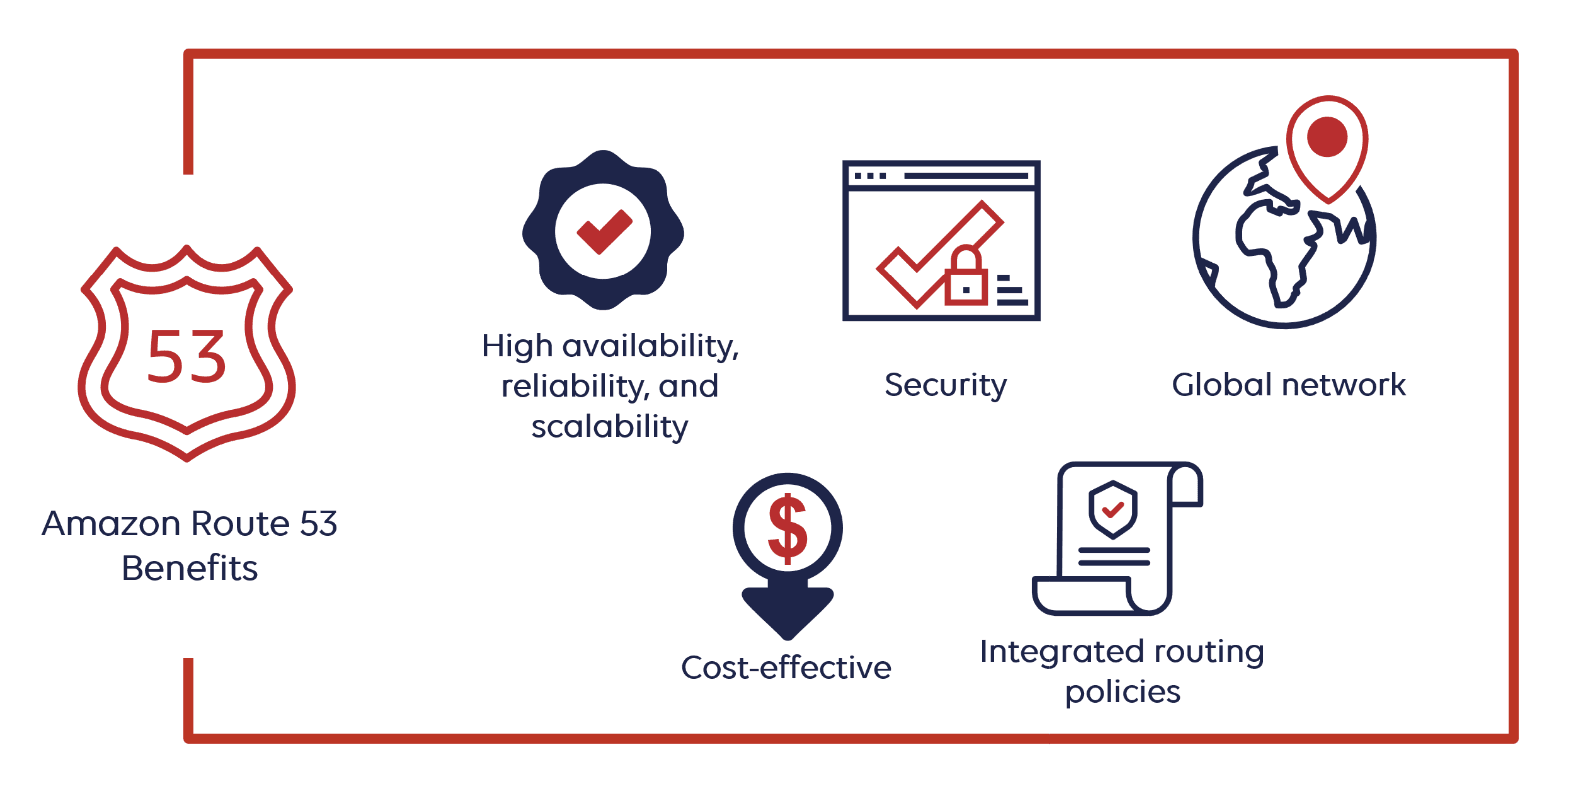 53
Amazon Route 53
Benefits
High availability,
reliability, and
scalability
Security
Global network
$
Cost-effective
Integrated routing
policies